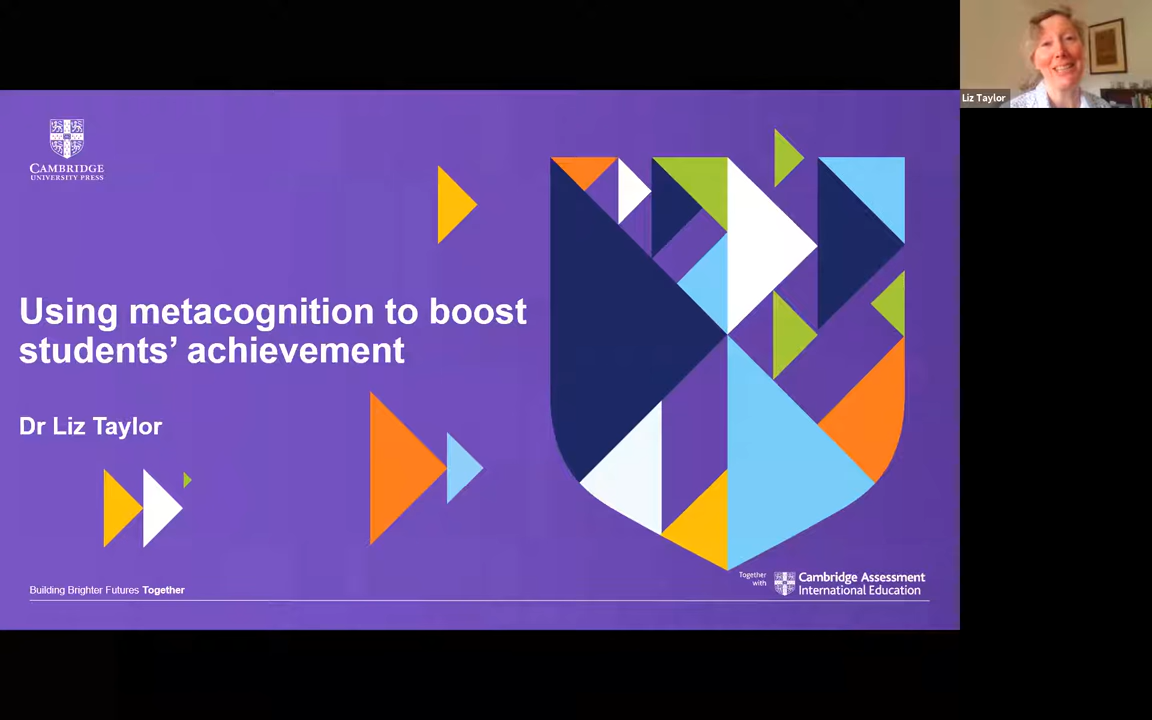 Liz Taylor
CAMBRIDGE
UNIVERSITY PRESS
Using metacognition to boost
students’ achievement
Dr Liz Taylor
Building Brighter Futures Together
Together
with
Cambridge Assessment
International Education